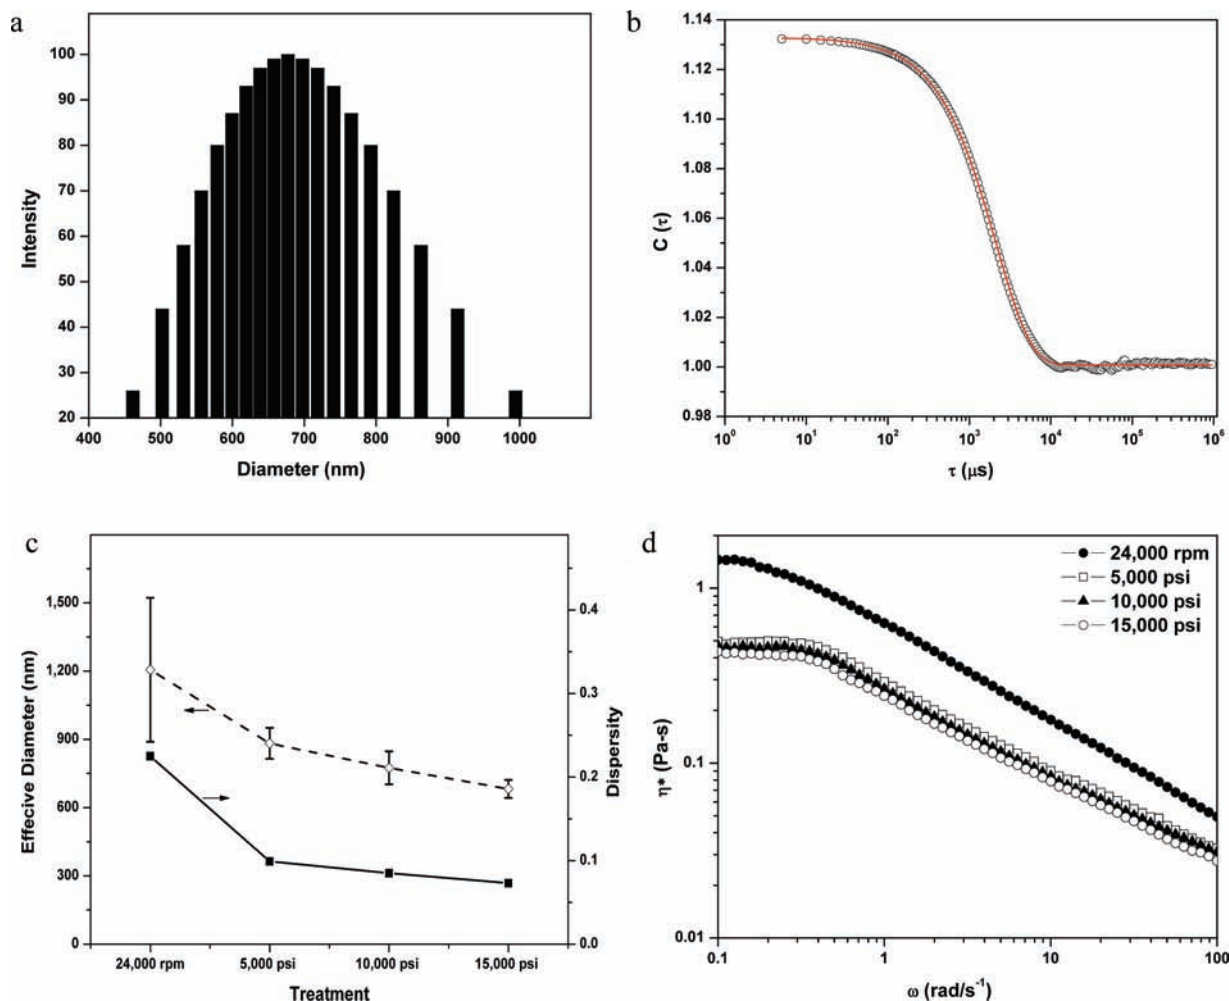 a
100
90
80
70
60
50
40
30
20
400 500 600 700 800 900 1000
Intensity
Diameter (nm)
b
1.14
1.12
1.10
1.08
1.06
1.04
1.02
1.00
0.98
10⁰ 10¹ 10² 10³ 10⁴ 10⁵ 10⁶
C (τ)
τ (μs)
c
1,500
1,200
900
600
300
0
0.4
0.3
0.2
0.1
0.0
24,000 rpm 5,000 psi 10,000 psi 15,000 psi
Effecive Diameter (nm)
Dispersity
Treatment
d
24,000 rpm
5,000 psi
10,000 psi
15,000 psi
1
0.1
0.01
0.1 1 10 100
η* (Pa-s)
ω (rad/s⁻¹)